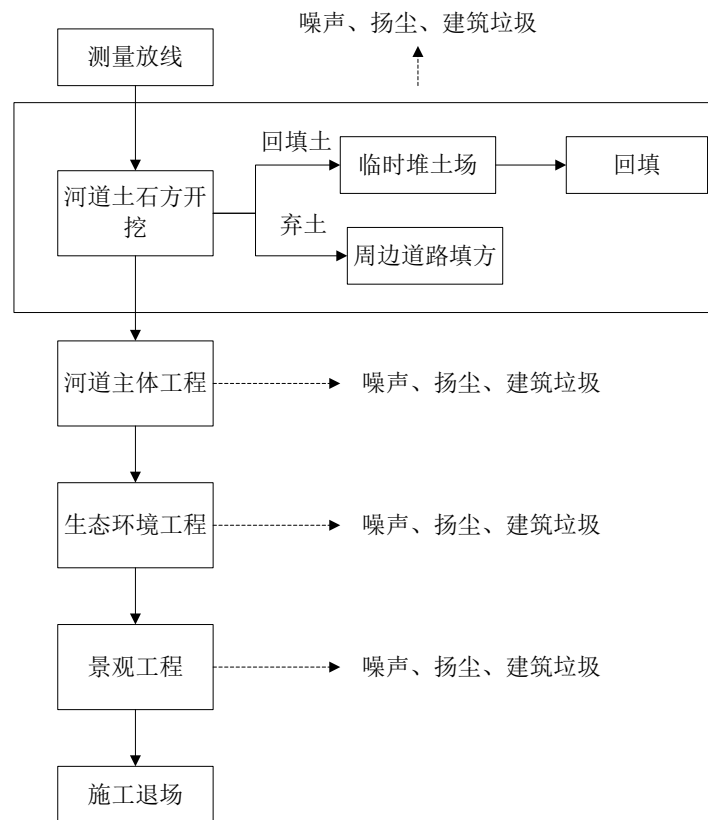 噪声、扬尘、建筑垃圾
测量放线
回填土
临时堆土场
回填
河道土石方开
挖
弃土
周边道路填方
河道主体工程
噪声、扬尘、建筑垃圾
生态环境工程
噪声、扬尘、建筑垃圾
景观工程
噪声、扬尘、建筑垃圾
施工退场